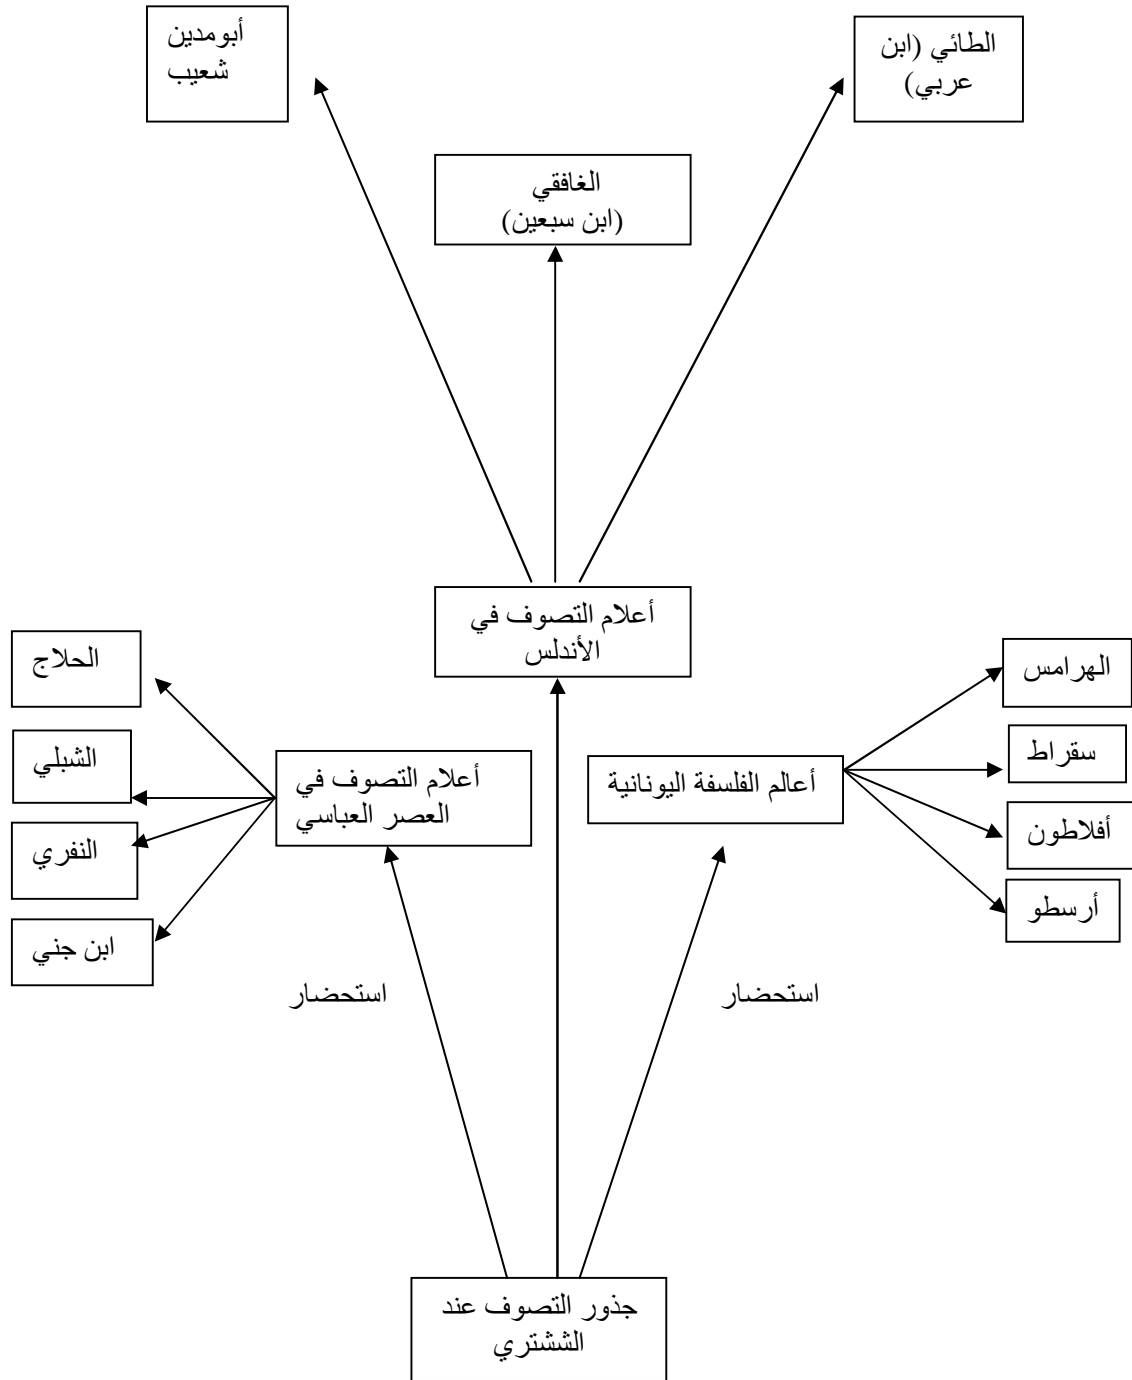 أبومدين
شعيب
الطائي (ابن
عربي)
الغافقي
(ابن سبعين)
أعلام التصوف في
الأندلس
الهرامس
سقراط
أفلاطون
أرسطو
أعالم الفلسفة اليونانية
أعلام التصوف في
العصر العباسي
الحلاج
الشبلي
النفري
ابن جني
استحضار
استحضار
جذور التصوف عند
الششتري